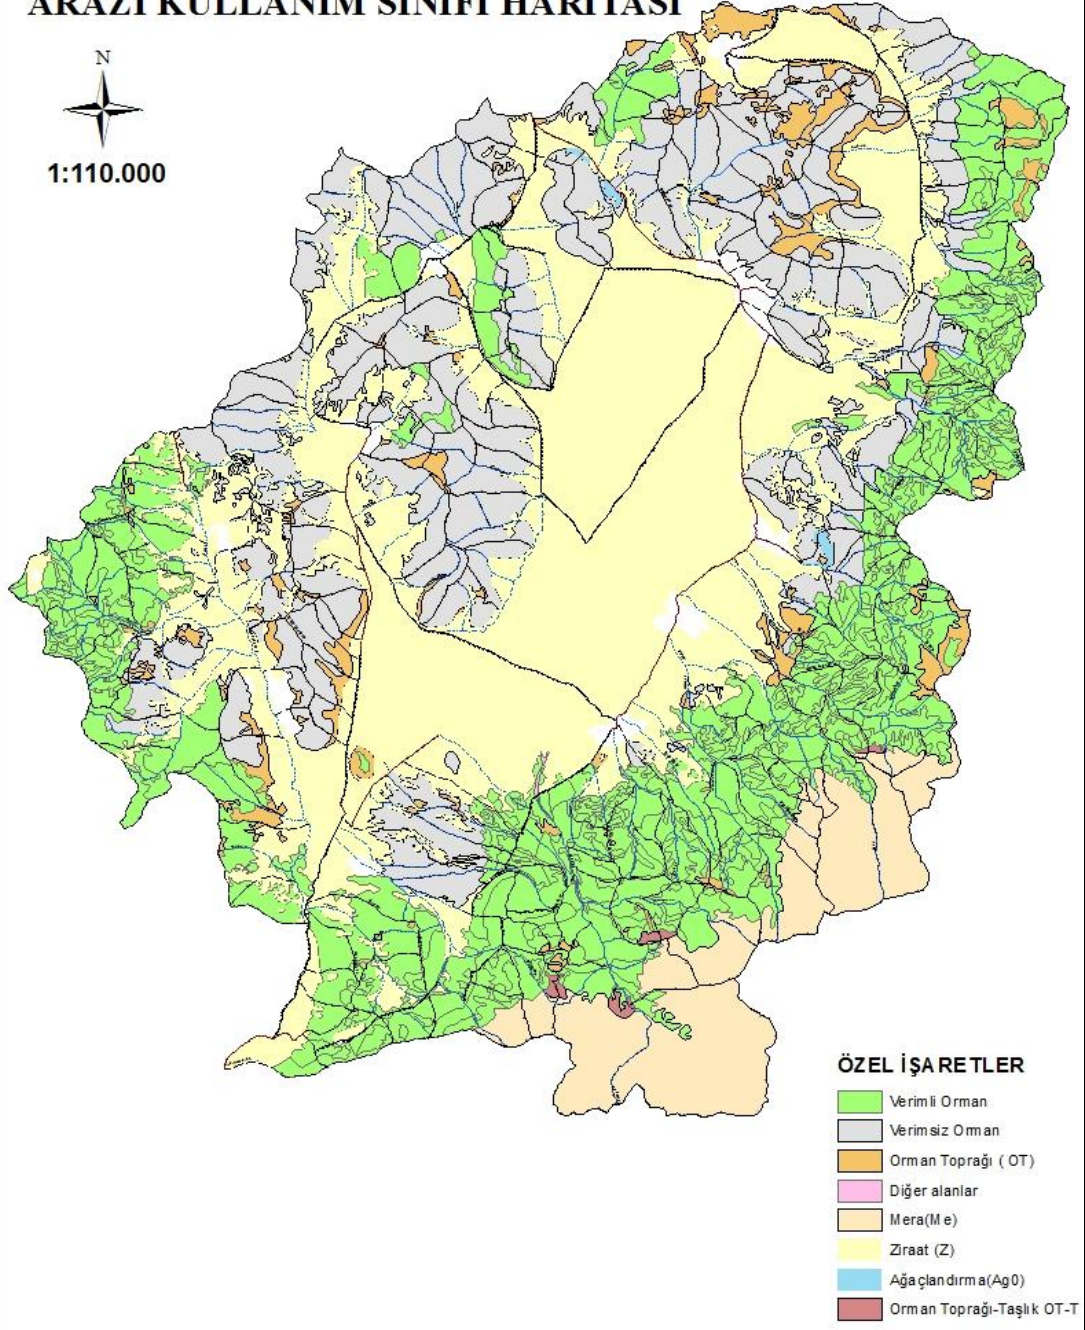 ARAZİ KULLANIM SINIFI HARİTASI
N
1:110.000
ÖZEL İŞARETLER
Verimli Orman
Verimsiz Orman
Orman Toprağı ( OT)
Diğer alanlar
Mera(Me)
Ziraat (Z)
Ağaçlandırma(Ag0)
Orman Toprağı-Taşlık OT-T